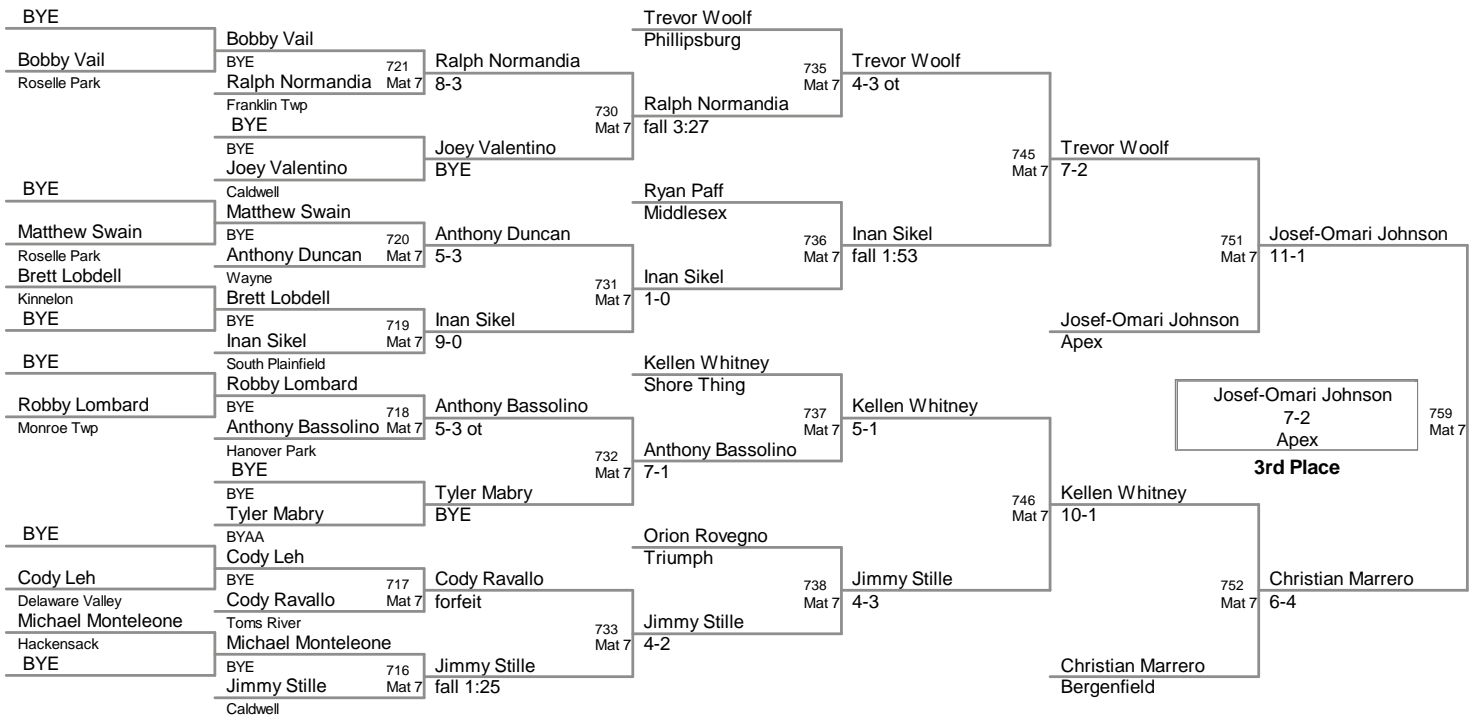 BYE
Bobby Vail
Roselle Park
BYE
Matthew Swain
Roselle Park
Brett Lobdell
Kinnelon
BYE
BYE
Robby Lombard
Monroe Twp
BYE
Cody Leh
Delaware Valley
Michael Monteleone
Hackensack
BYE
Bobby Vail
BYE
721
Mat 7
Ralph Normandia
Franklin Twp
BYE
BYE
Joey Valentino
Caldwell
Matthew Swain
BYE
720
Mat 7
Anthony Duncan
Wayne
Brett Lobdell
BYE
719
Mat 7
Inan Sikel
South Plainfield
Robby Lombard
BYE
718
Mat 7
Anthony Bassolino
Hanover Park
BYE
BYE
Tyler Mabry
BYAA
Cody Leh
BYE
717
Mat 7
Cody Ravallo
Toms River
Michael Monteleone
BYE
716
Mat 7
Jimmy Stille
Caldwell
Ralph Normandia
8-3
730
Mat 7
Joey Valentino
BYE
Anthony Duncan
5-3
731
Mat 7
Inan Sikel
9-0
Anthony Bassolino
5-3 ot
732
Mat 7
Tyler Mabry
BYE
Cody Ravallo
forfeit
733
Mat 7
Jimmy Stille
fall 1:25
Trevor Woolf
Phillipsburg
735
Mat 7
Ralph Normandia
fall 3:27
Ryan Paff
Middlesex
736
Mat 7
Inan Sikel
1-0
Kellen Whitney
Shore Thing
737
Mat 7
Anthony Bassolino
7-1
Orion Rovegno
Triumph
738
Mat 7
Jimmy Stille
4-2
Trevor Woolf
4-3 ot
745
Mat 7
Inan Sikel
fall 1:53
Kellen Whitney
5-1
746
Mat 7
Jimmy Stille
4-3
Trevor Woolf
7-2
751
Mat 7
Josef-Omari Johnson
Apex
Kellen Whitney
10-1
752
Mat 7
Christian Marrero
Bergenfield
Josef-Omari Johnson
11-1
Josef-Omari Johnson
7-2
Apex
3rd Place
759
Mat 7
Christian Marrero
6-4